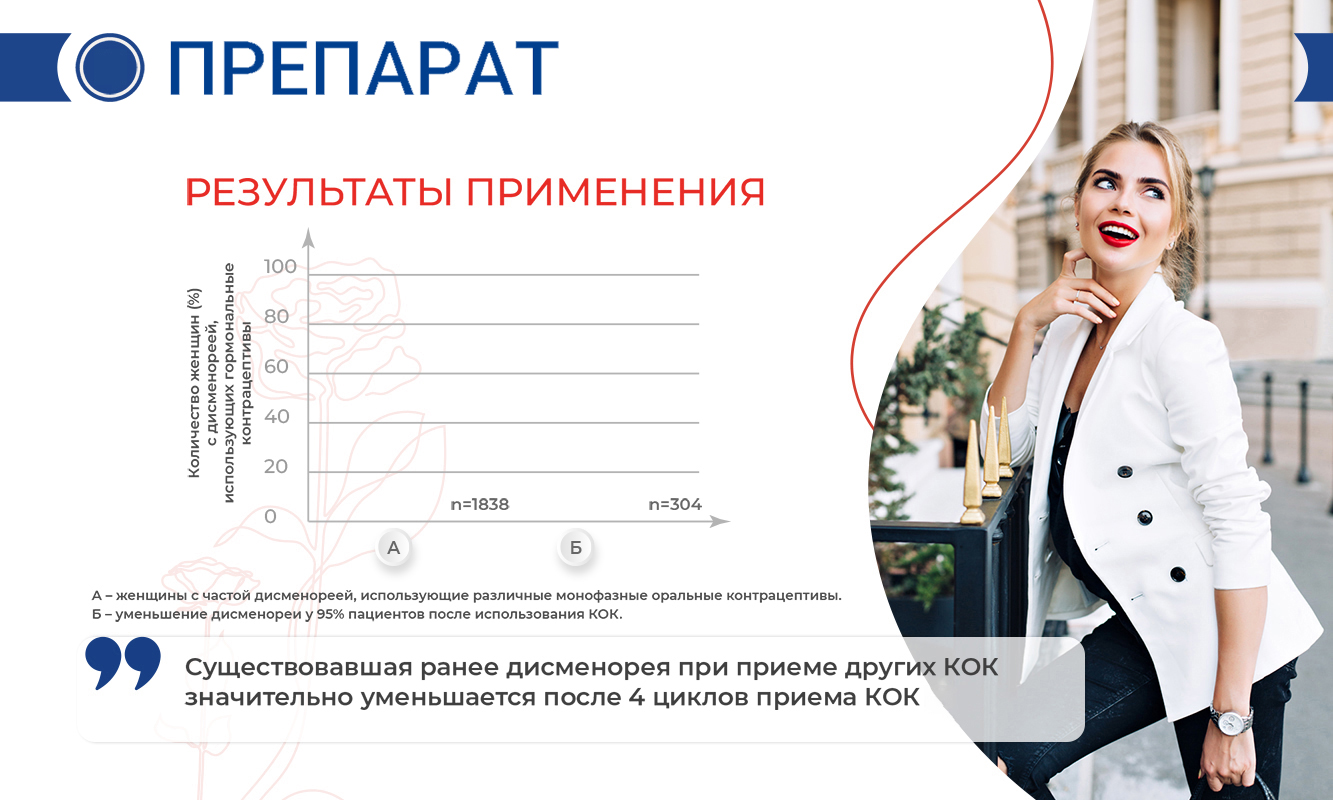 ПРЕПАРАТ
РЕЗУЛЬТАТЫ ПРИМЕНЕНИЯ
Количество женщин (%)
с дисменореей,
использующих гормональные
контрацептивы
100
80
60
40
20
0
n=1838
n=304
А
Б
А – женщины с частой дисменореей, использующие различные монофазные оральные контрацептивы.
Б – уменьшение дисменореи у 95% пациентов после использования КОК.
Существовавшая ранее дисменорея при приеме других КОК
значительно уменьшается после 4 циклов приема КОК